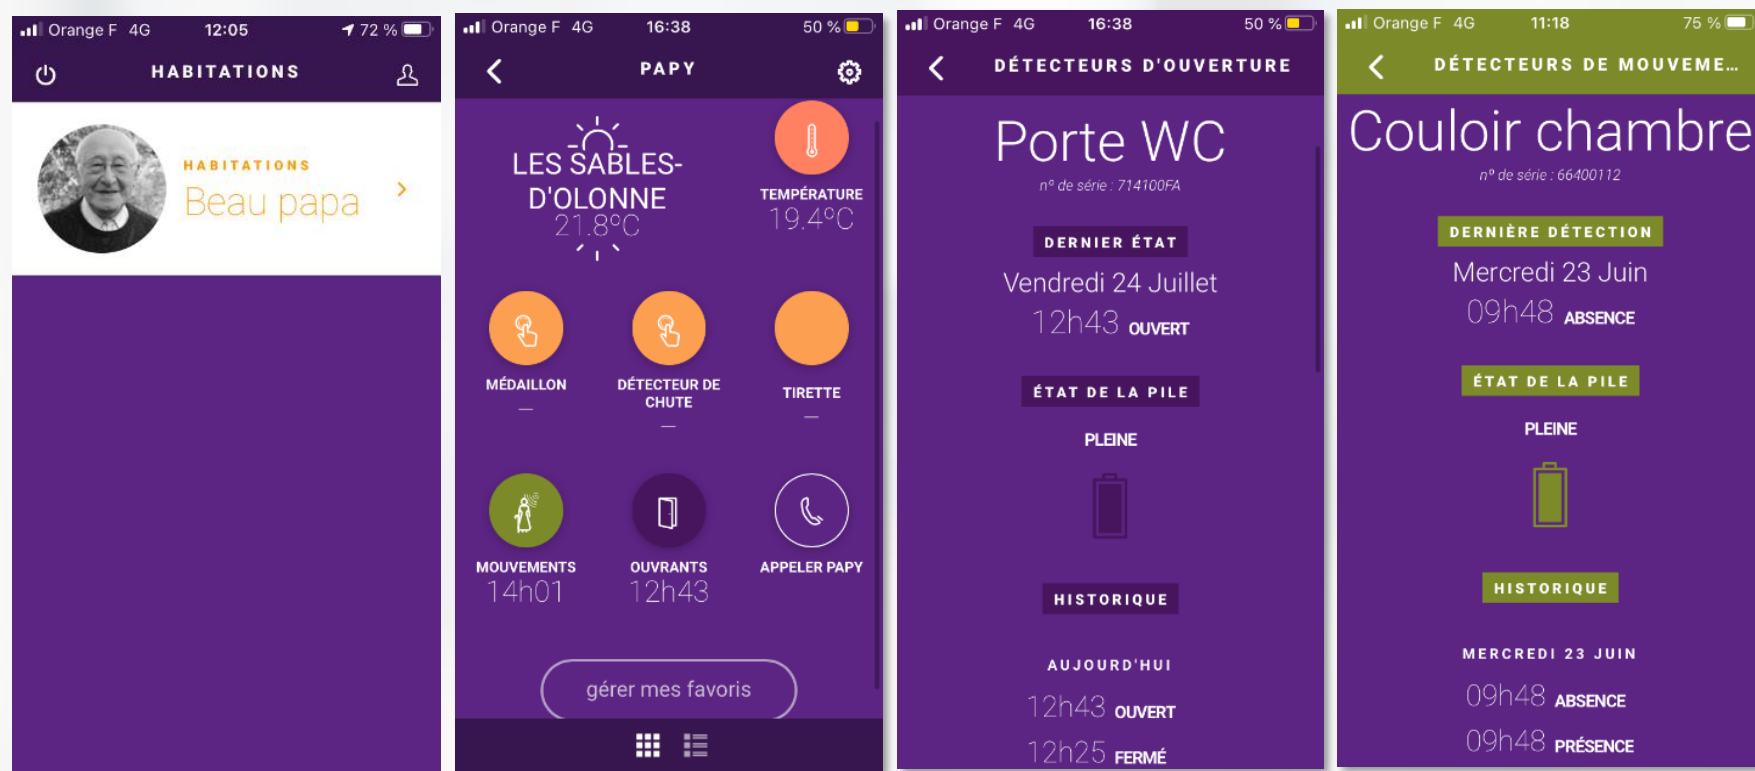 Orange F 4G 12:05 72 %
HABITATIONS
HABITATIONS
Beau papa
Orange F 4G 16:38 50 %
PAPY
LES SABLES-
D'OLONNE
21.8°C
TEMPÉRATURE
19.4°C
MÉDAILLON
—
DÉTECTEUR DE
CHUTE
—
TIRETTE
—
MOUVEMENTS
14h01
OUVRANTS
12h43
APPELER PAPY
gérer mes favoris
Orange F 4G 16:38 50 %
DÉTECTEURS D'OUVERTURE
Porte WC
n° de série : 714100FA
DERNIER ÉTAT
Vendredi 24 Juillet
12h43 OUVERT
ÉTAT DE LA PILE
PLEINE
HISTORIQUE
AUJOURD'HUI
12h43 OUVERT
12h25 FERMÉ
Orange F 4G 11:18 75 %
DÉTECTEURS DE MOUVEME...
Couloir chambre
n° de série : 66400112
DERNIÈRE DÉTECTION
Mercredi 23 Juin
09h48 ABSENCE
ÉTAT DE LA PILE
PLEINE
HISTORIQUE
MERCREDI 23 JUIN
09h48 ABSENCE
09h48 PRÉSENCE